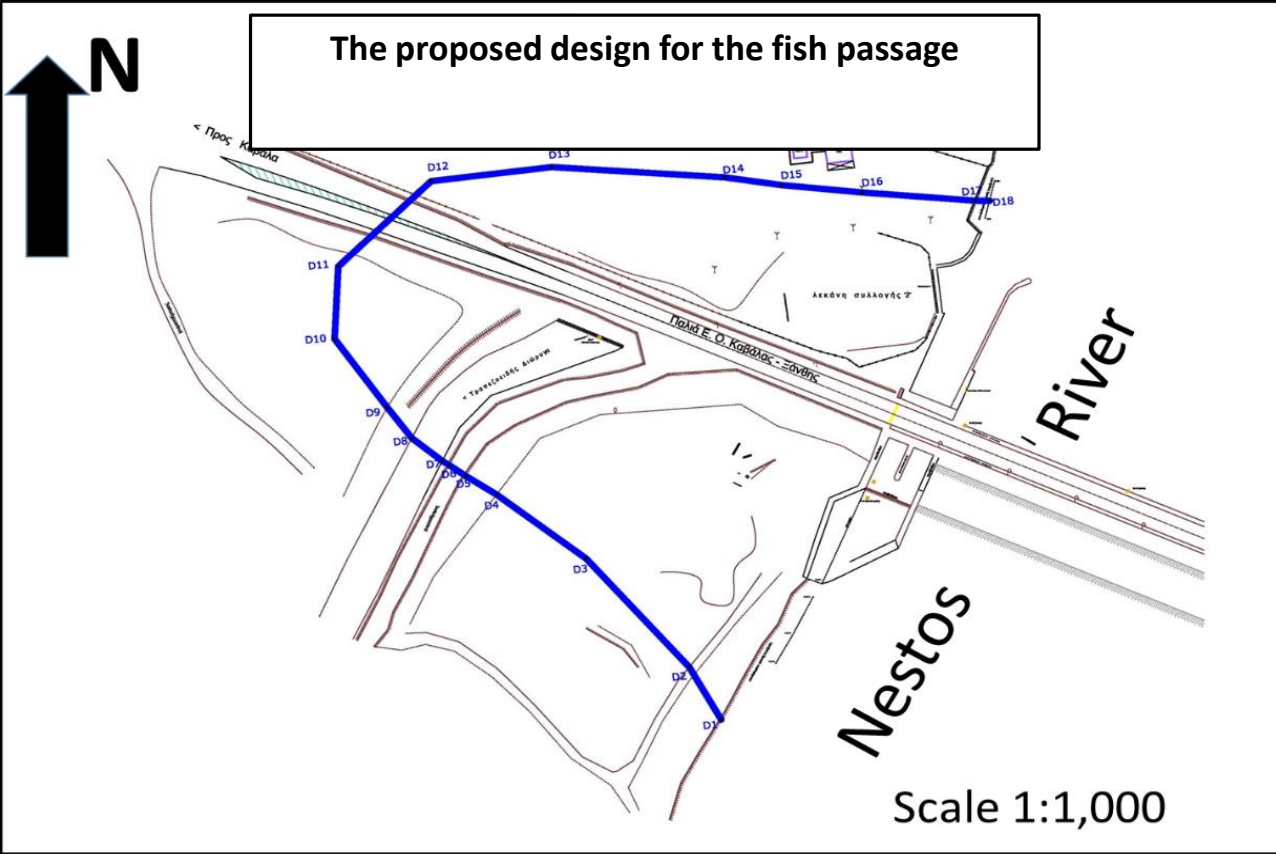 The proposed design for the fish passage
N
< Προς Καβάλα
D12
D13
D14
D15
D16
D17
D18
D11
λεκάνη συλλογής
Παλιά Ε. Ο. Καβάλας - Ξάνθης
D10
< Τραπεζοειδής Διώρυγα
River
D9
D8
D7
D6
D5
D4
D3
D2
D1
Nestos
Scale 1:1,000